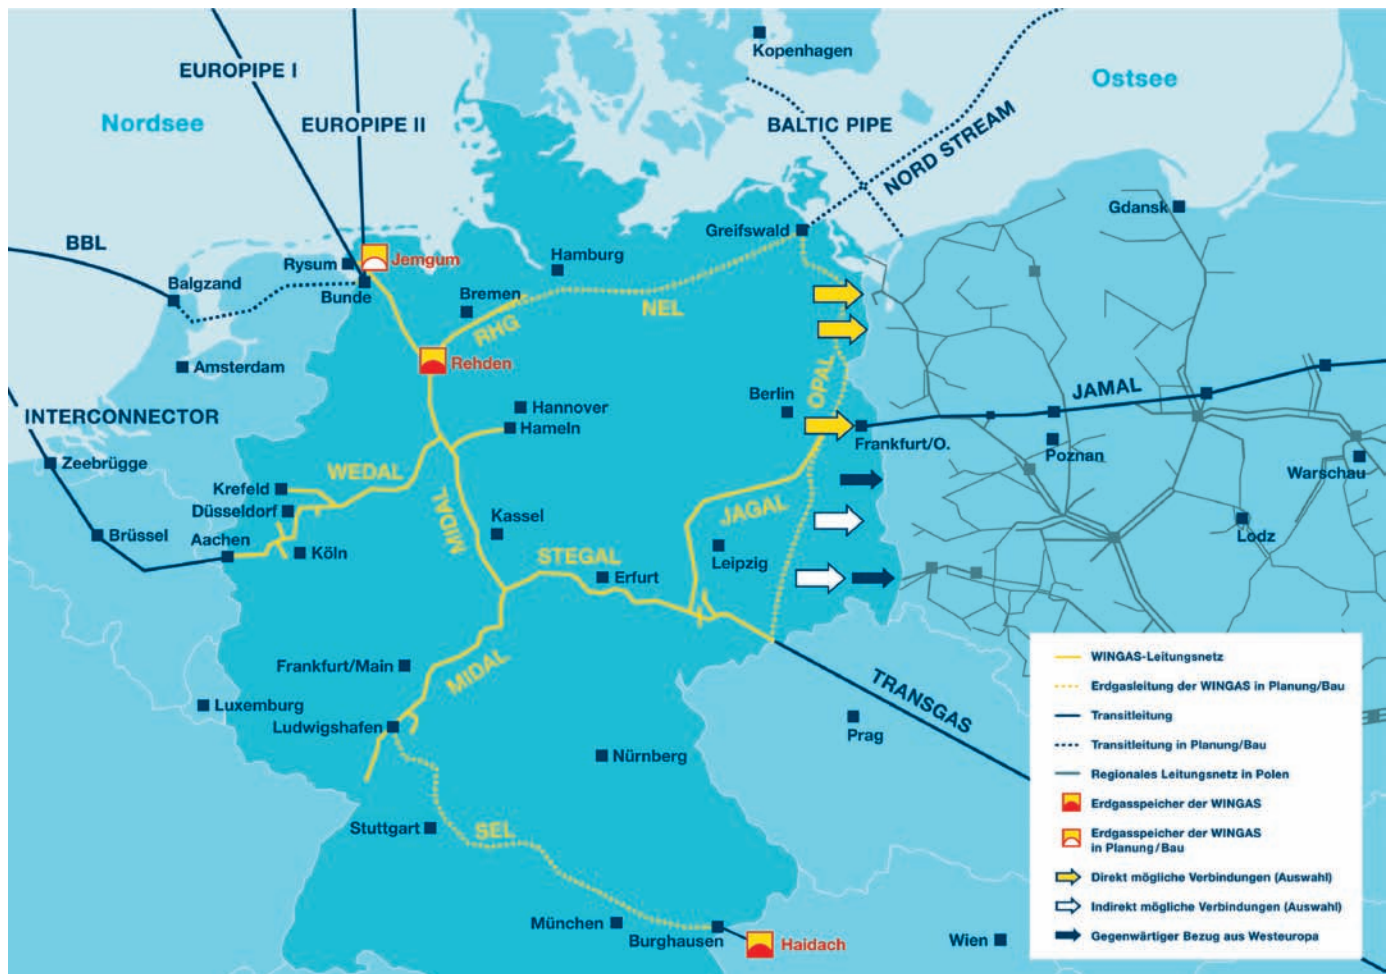 Kopenhagen
Ostsee
EUROPIPE I
Nordsee
EUROPIPE II
BALTIC PIPE
NORD STREAM
Gdansk
Greifswald
BBL
Rysum
Jemgum
Hamburg
Balgzand
Bunde
Bremen
NEL
RHG
Rehden
Amsterdam
OPAL
JAMAL
Berlin
Hannover
INTERCONNECTOR
Hameln
Frankfurt/O.
Poznan
Zeebrügge
WEDAL
Warschau
Krefeld
Düsseldorf
MIDAL
JAGAL
Kassel
Brüssel
Aachen
Köln
Lodz
STEGAL
Leipzig
Erfurt
Frankfurt/Main
MIDAL
TRANSGAS
Luxemburg
Ludwigshafen
Prag
Nürnberg
Stuttgart
SEL
München
Burghausen
Haidach
Wien
WINGAS-Leitungsnetz
Erdgasleitung der WINGAS in Planung/Bau
Transitleitung
Transitleitung in Planung/Bau
Regionales Leitungsnetz in Polen
Erdgasspeicher der WINGAS
Erdgasspeicher der WINGAS
in Planung/Bau
Direkt mögliche Verbindungen (Auswahl)
Indirekt mögliche Verbindungen (Auswahl)
Gegenwärtiger Bezug aus Westeuropa